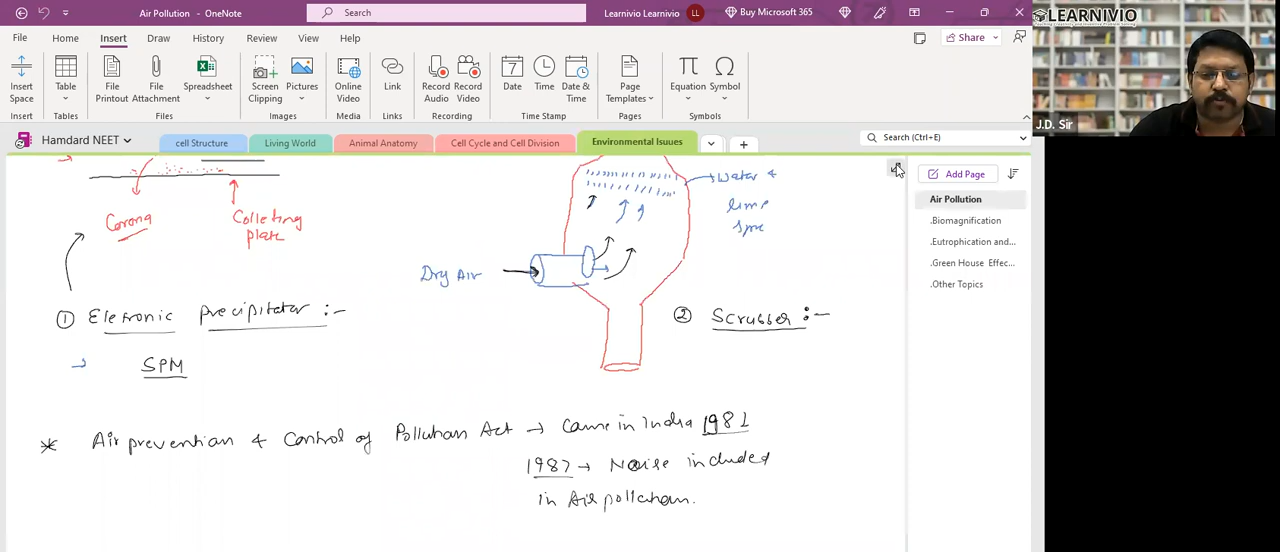 Air Pollution - OneNote
Search
Learnivio Learnivio
LL
Buy Microsoft 365
LEARNIVIO
File
Home
Insert
Draw
History
Review
View
Help
Share
Insert Space
Table
File Printout
File Attachment
Spreadsheet
Screen Clipping
Pictures
Online Video
Link
Record Audio
Record Video
Date
Time
Date & Time
Page Templates
Equation
Symbol
Insert
Tables
Files
Images
Media
Links
Recording
Time Stamp
Pages
Symbols
J.D. Sir
Hamdard NEET
cell Structure
Living World
Animal Anatomy
Cell Cycle and Cell Division
Environmental Isuues
Search (Ctrl+E)
Add Page
Air Pollution
.Biomagnification
.Eutrophication and...
.Green House Effec...
.Other Topics
Corona
Colleting
plate
Water +
lime
Spre
Dry Air
① Eletronic precipitator :-
② Scrusser :-
→ SPM
* Air prevention + Control of Pollution Act → Came in India 1981
1987 → Noise included
in Air pollution.